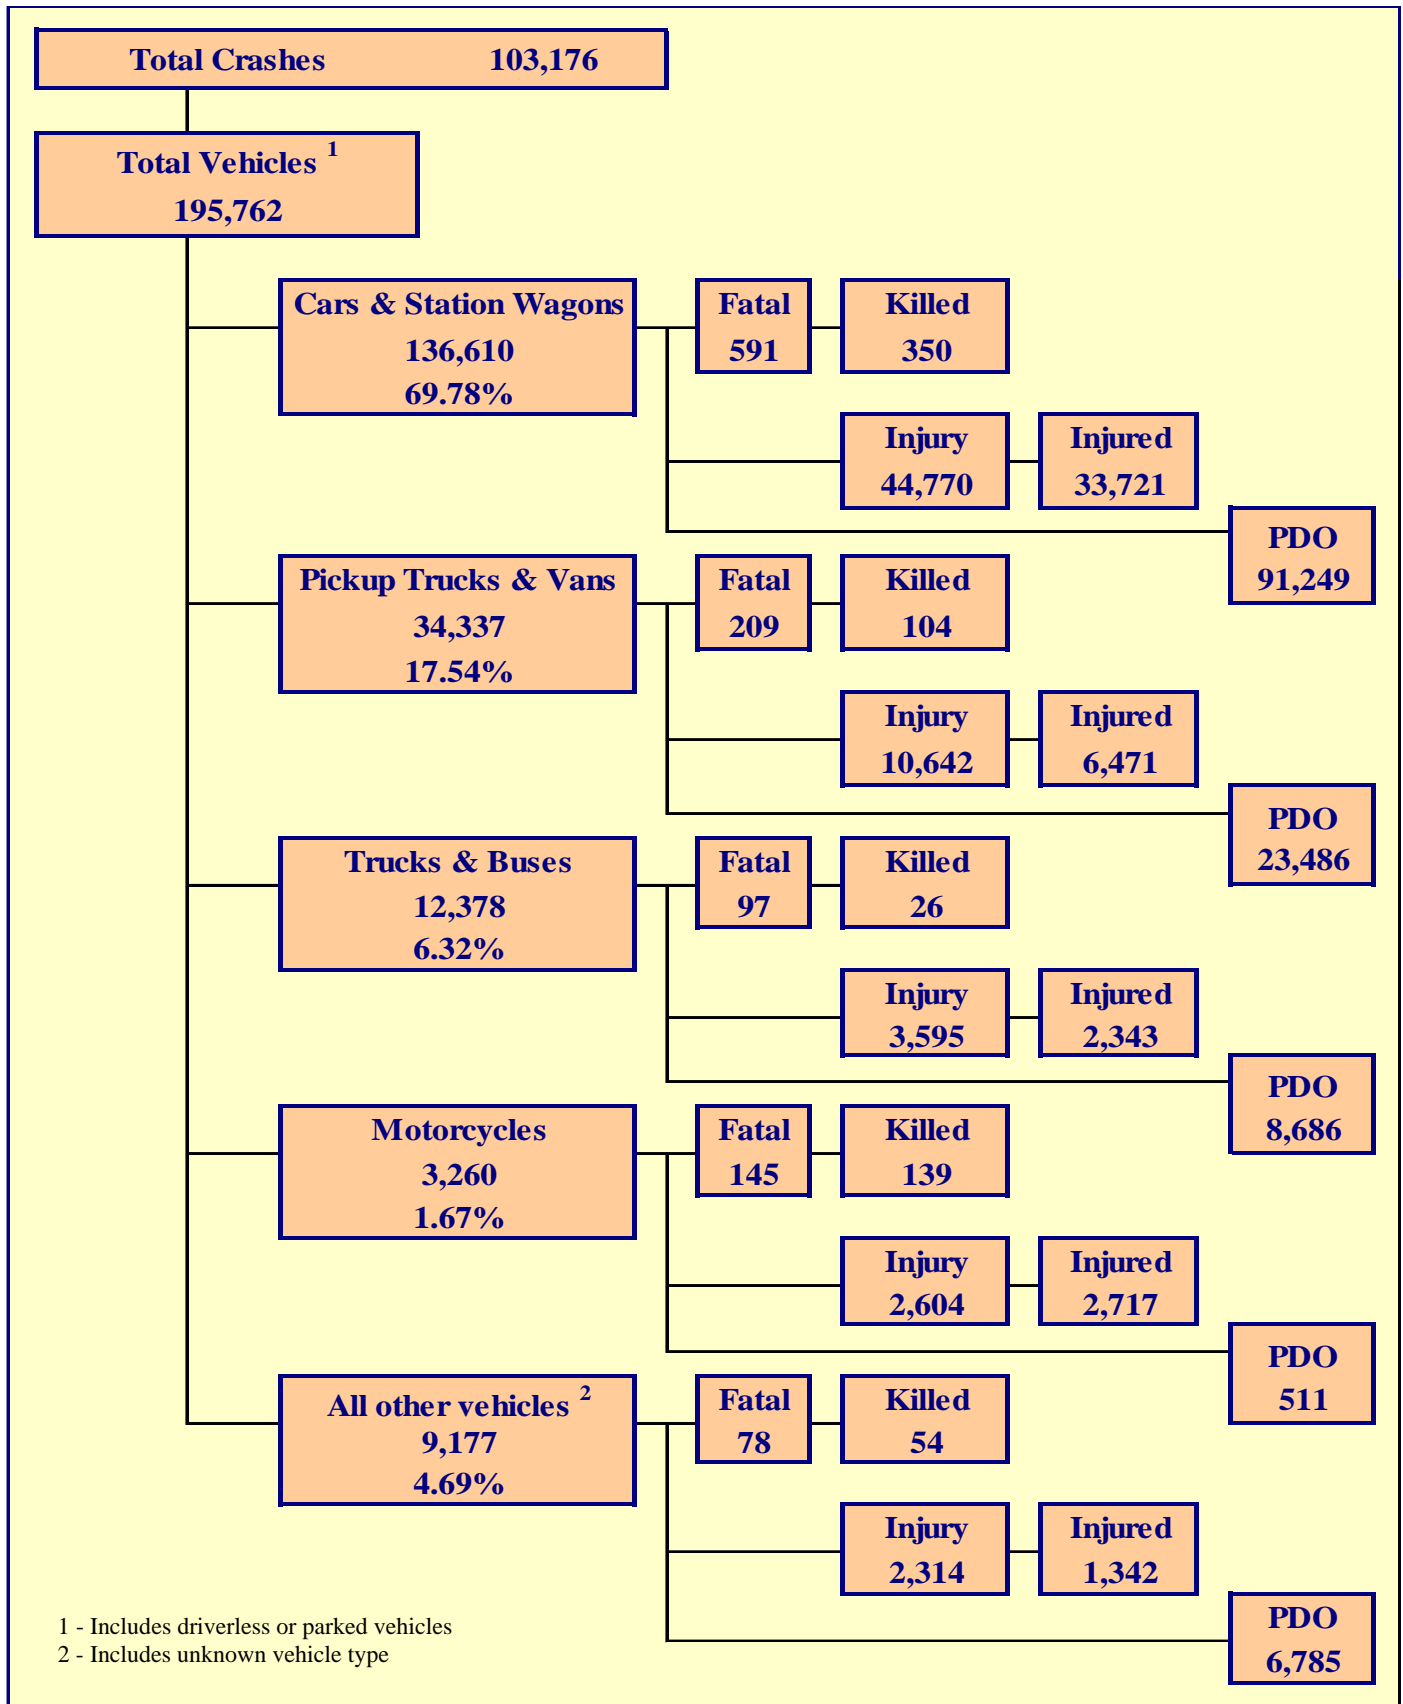 Total Crashes 103,176
Total Vehicles 1
195,762
Cars & Station Wagons
136,610
69.78%
Fatal
591
Killed
350
Injury
44,770
Injured
33,721
PDO
91,249
Pickup Trucks & Vans
34,337
17.54%
Fatal
209
Killed
104
Injury
10,642
Injured
6,471
PDO
23,486
Trucks & Buses
12,378
6.32%
Fatal
97
Killed
26
Injury
3,595
Injured
2,343
PDO
8,686
Motorcycles
3,260
1.67%
Fatal
145
Killed
139
Injury
2,604
Injured
2,717
PDO
511
All other vehicles 2
9,177
4.69%
Fatal
78
Killed
54
Injury
2,314
Injured
1,342
PDO
6,785
1 - Includes driverless or parked vehicles
2 - Includes unknown vehicle type